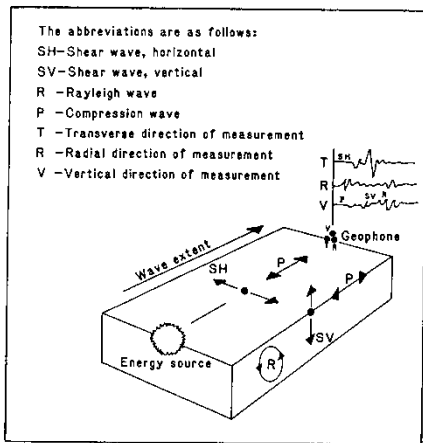 The abbreviations are as follows:
SH-Shear wave, horizontal
SV-Shear wave, vertical
R -Rayleigh wave
P -Compression wave
T -Transverse direction of measurement
R -Radial direction of measurement
V -Vertical direction of measurement
T SH
R
V P SV R
V
T R
Geophone
Wave extent
SH
P
P
SV
Energy source
R